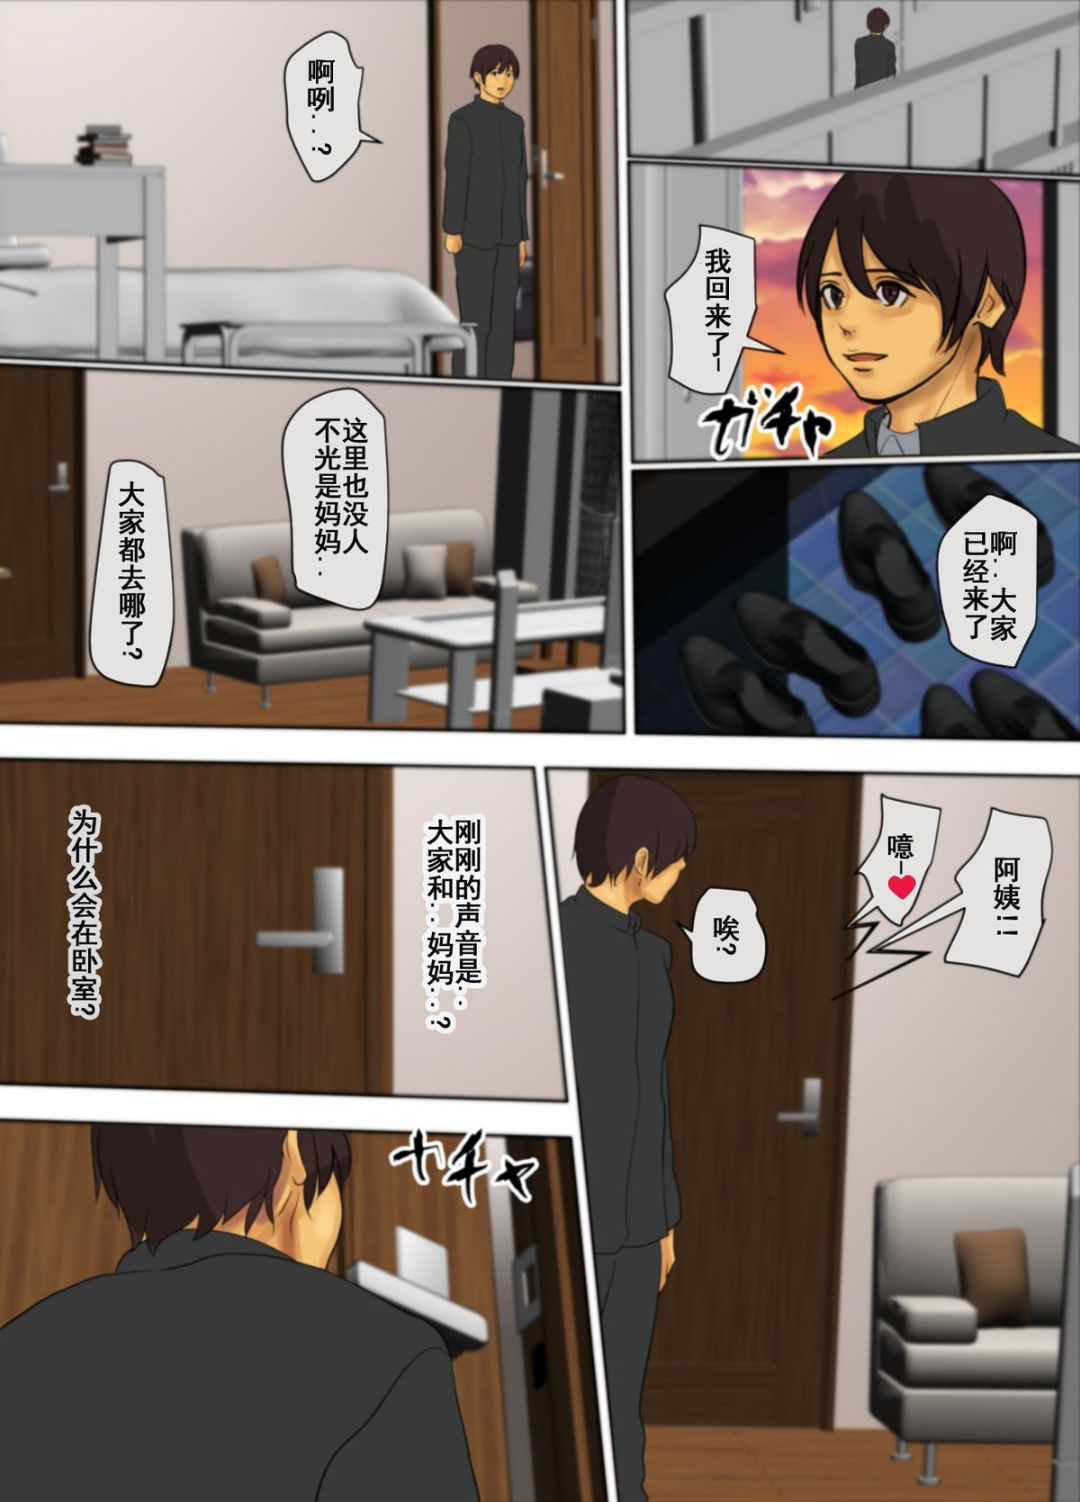 我回来了-
ガチャ
啊...大家
已经来了
啊咧...?
这里也没人
不光是妈妈..
大家都去哪了?
阿姨!!
噫-♥
唉?
刚刚的声音是..
大家和..妈妈..?
为什么会在卧室?
ガチャ